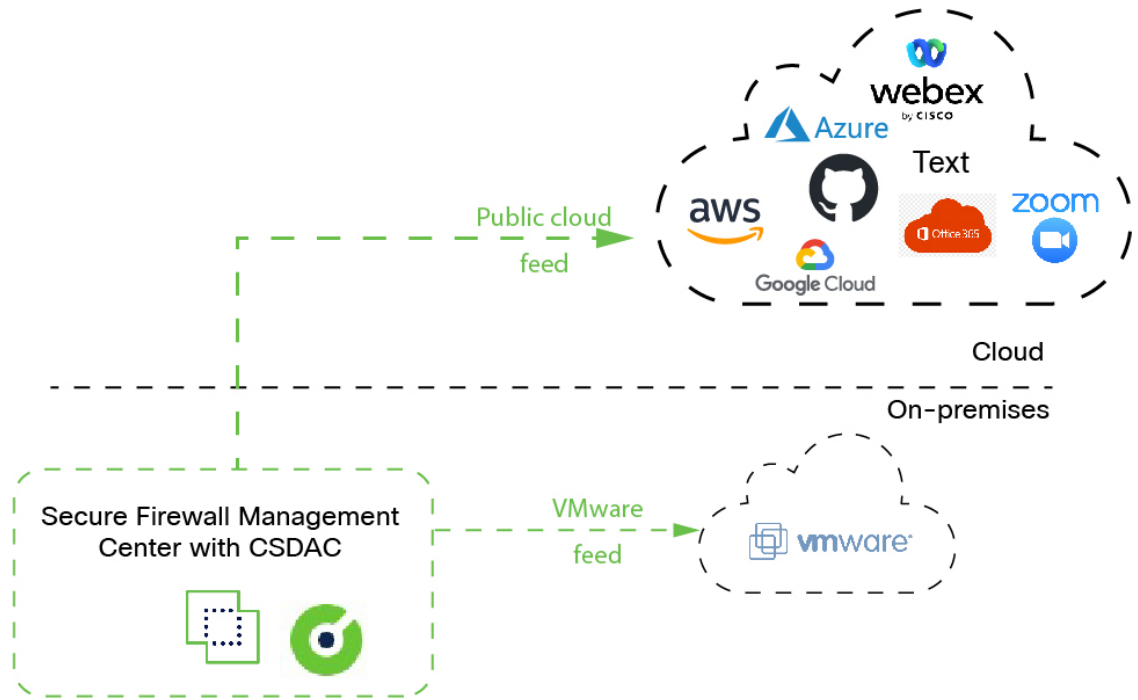 webex
by CISCO
Azure
Text
aws
Office 365
zoom
Google Cloud
Public cloud
feed
Cloud
On-premises
Secure Firewall Management
Center with CSDAC
VMware
feed
vmware®